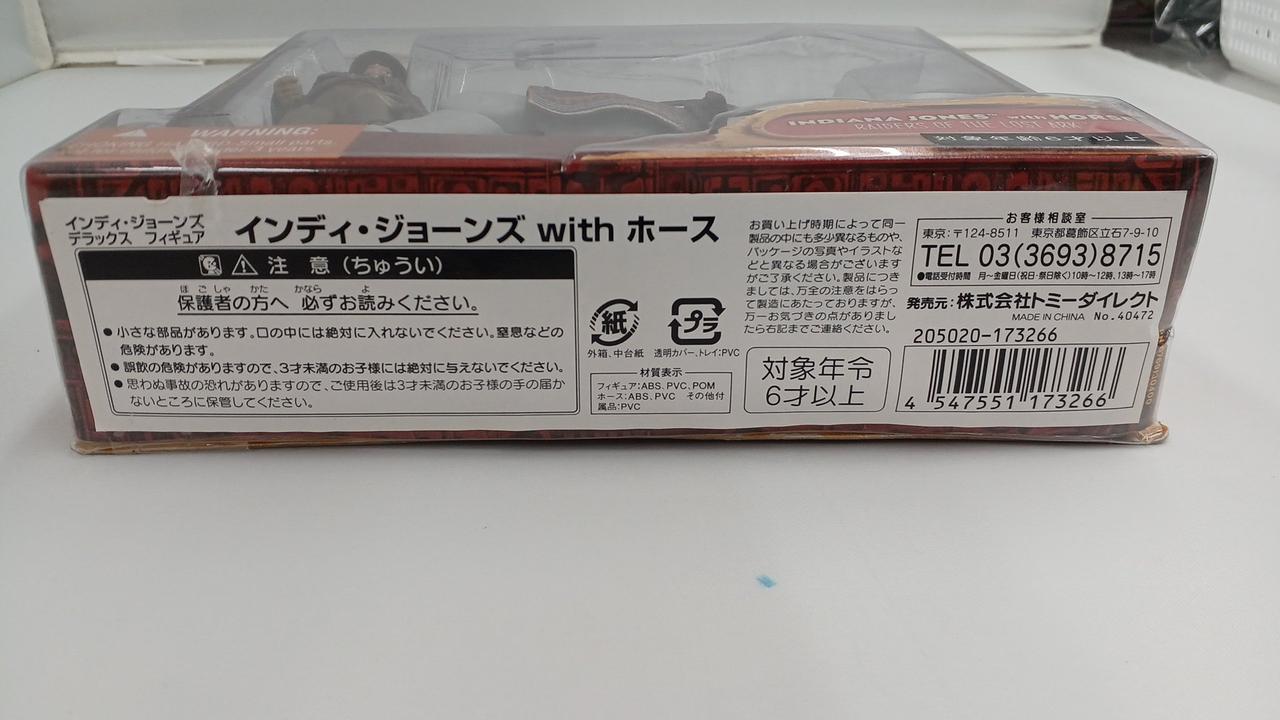 WARNING:
Small parts.
INDIANA JONES™ with HORSE
RAIDERS OF THE LOST ARK
対象年齢6才以上
インディ・ジョーンズ
デラックス フィギュア
インディ・ジョーンズ with ホース
注 意(ちゅうい)
ほごしゃ かた かなら よ
保護者の方へ 必ずお読みください。
●小さな部品があります。口の中には絶対に入れないでください。窒息などの
危険があります。
●誤飲の危険がありますので、3才未満のお子様には絶対に与えないでください。
●思わぬ事故の恐れがありますので、ご使用後は3才未満のお子様の手の届か
ないところに保管してください。
紙
外箱、中台紙
プラ
透明カバー、トレイ:PVC
材質表示
フィギュア:ABS、PVC、POM
ホース:ABS、PVC その他付
属品:PVC
お買い上げ時期によって同一
製品の中にも多少異なるものや、
パッケージの写真やイラストな
どと異なる場合がございます
がご了承ください。製品につき
ましては、万全の注意をはらっ
て製造にあたっておりますが、
万一お気づきの点がありまし
たら右記までご連絡ください。
対象年令
6才以上
お客様相談室
東京:〒124-8511 東京都葛飾区立石7-9-10
TEL 03(3693)8715
●電話受付時間 月〜金曜日(祝日・祭日除く)10時〜12時、13時〜17時
発売元:株式会社トミーダイレクト
MADE IN CHINA No.40472
205020-173266
4 547551 173266